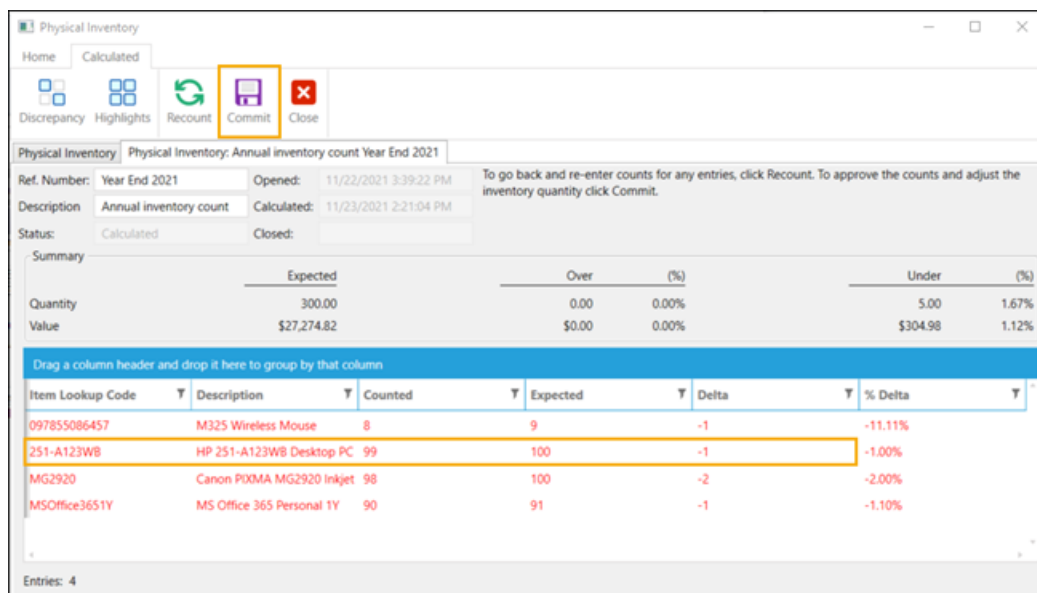 Physical Inventory
Home Calculated
Discrepancy Highlights Recount Commit Close
Physical Inventory Physical Inventory: Annual inventory count Year End 2021
Ref. Number: Year End 2021 Opened: 11/22/2021 3:39:22 PM
Description Annual inventory count Calculated: 11/23/2021 2:21:04 PM
Status: Calculated Closed:
To go back and re-enter counts for any entries, click Recount. To approve the counts and adjust the
inventory quantity click Commit.
Summary
Expected Over (%) Under (%)
Quantity 300.00 0.00 0.00% 5.00 1.67%
Value $27,274.82 $0.00 0.00% $304.98 1.12%
Drag a column header and drop it here to group by that column
Item Lookup Code Description Counted Expected Delta % Delta
097855086457 M325 Wireless Mouse 8 9 -1 -11.11%
251-A123WB HP 251-A123WB Desktop PC 99 100 -1 -1.00%
MG2920 Canon PIXMA MG2920 Inkjet 98 100 -2 -2.00%
MSOffice3651Y MS Office 365 Personal 1Y 90 91 -1 -1.10%
Entries: 4